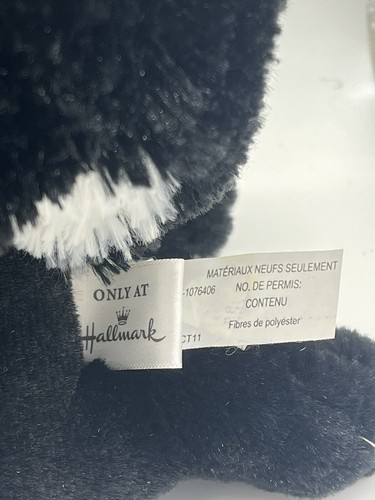 ONLY AT
Hallmark
MATÉRIAUX NEUFS SEULEMENT
-1076406 NO. DE PERMIS:
CONTENU
Fibres de polyester
CT11